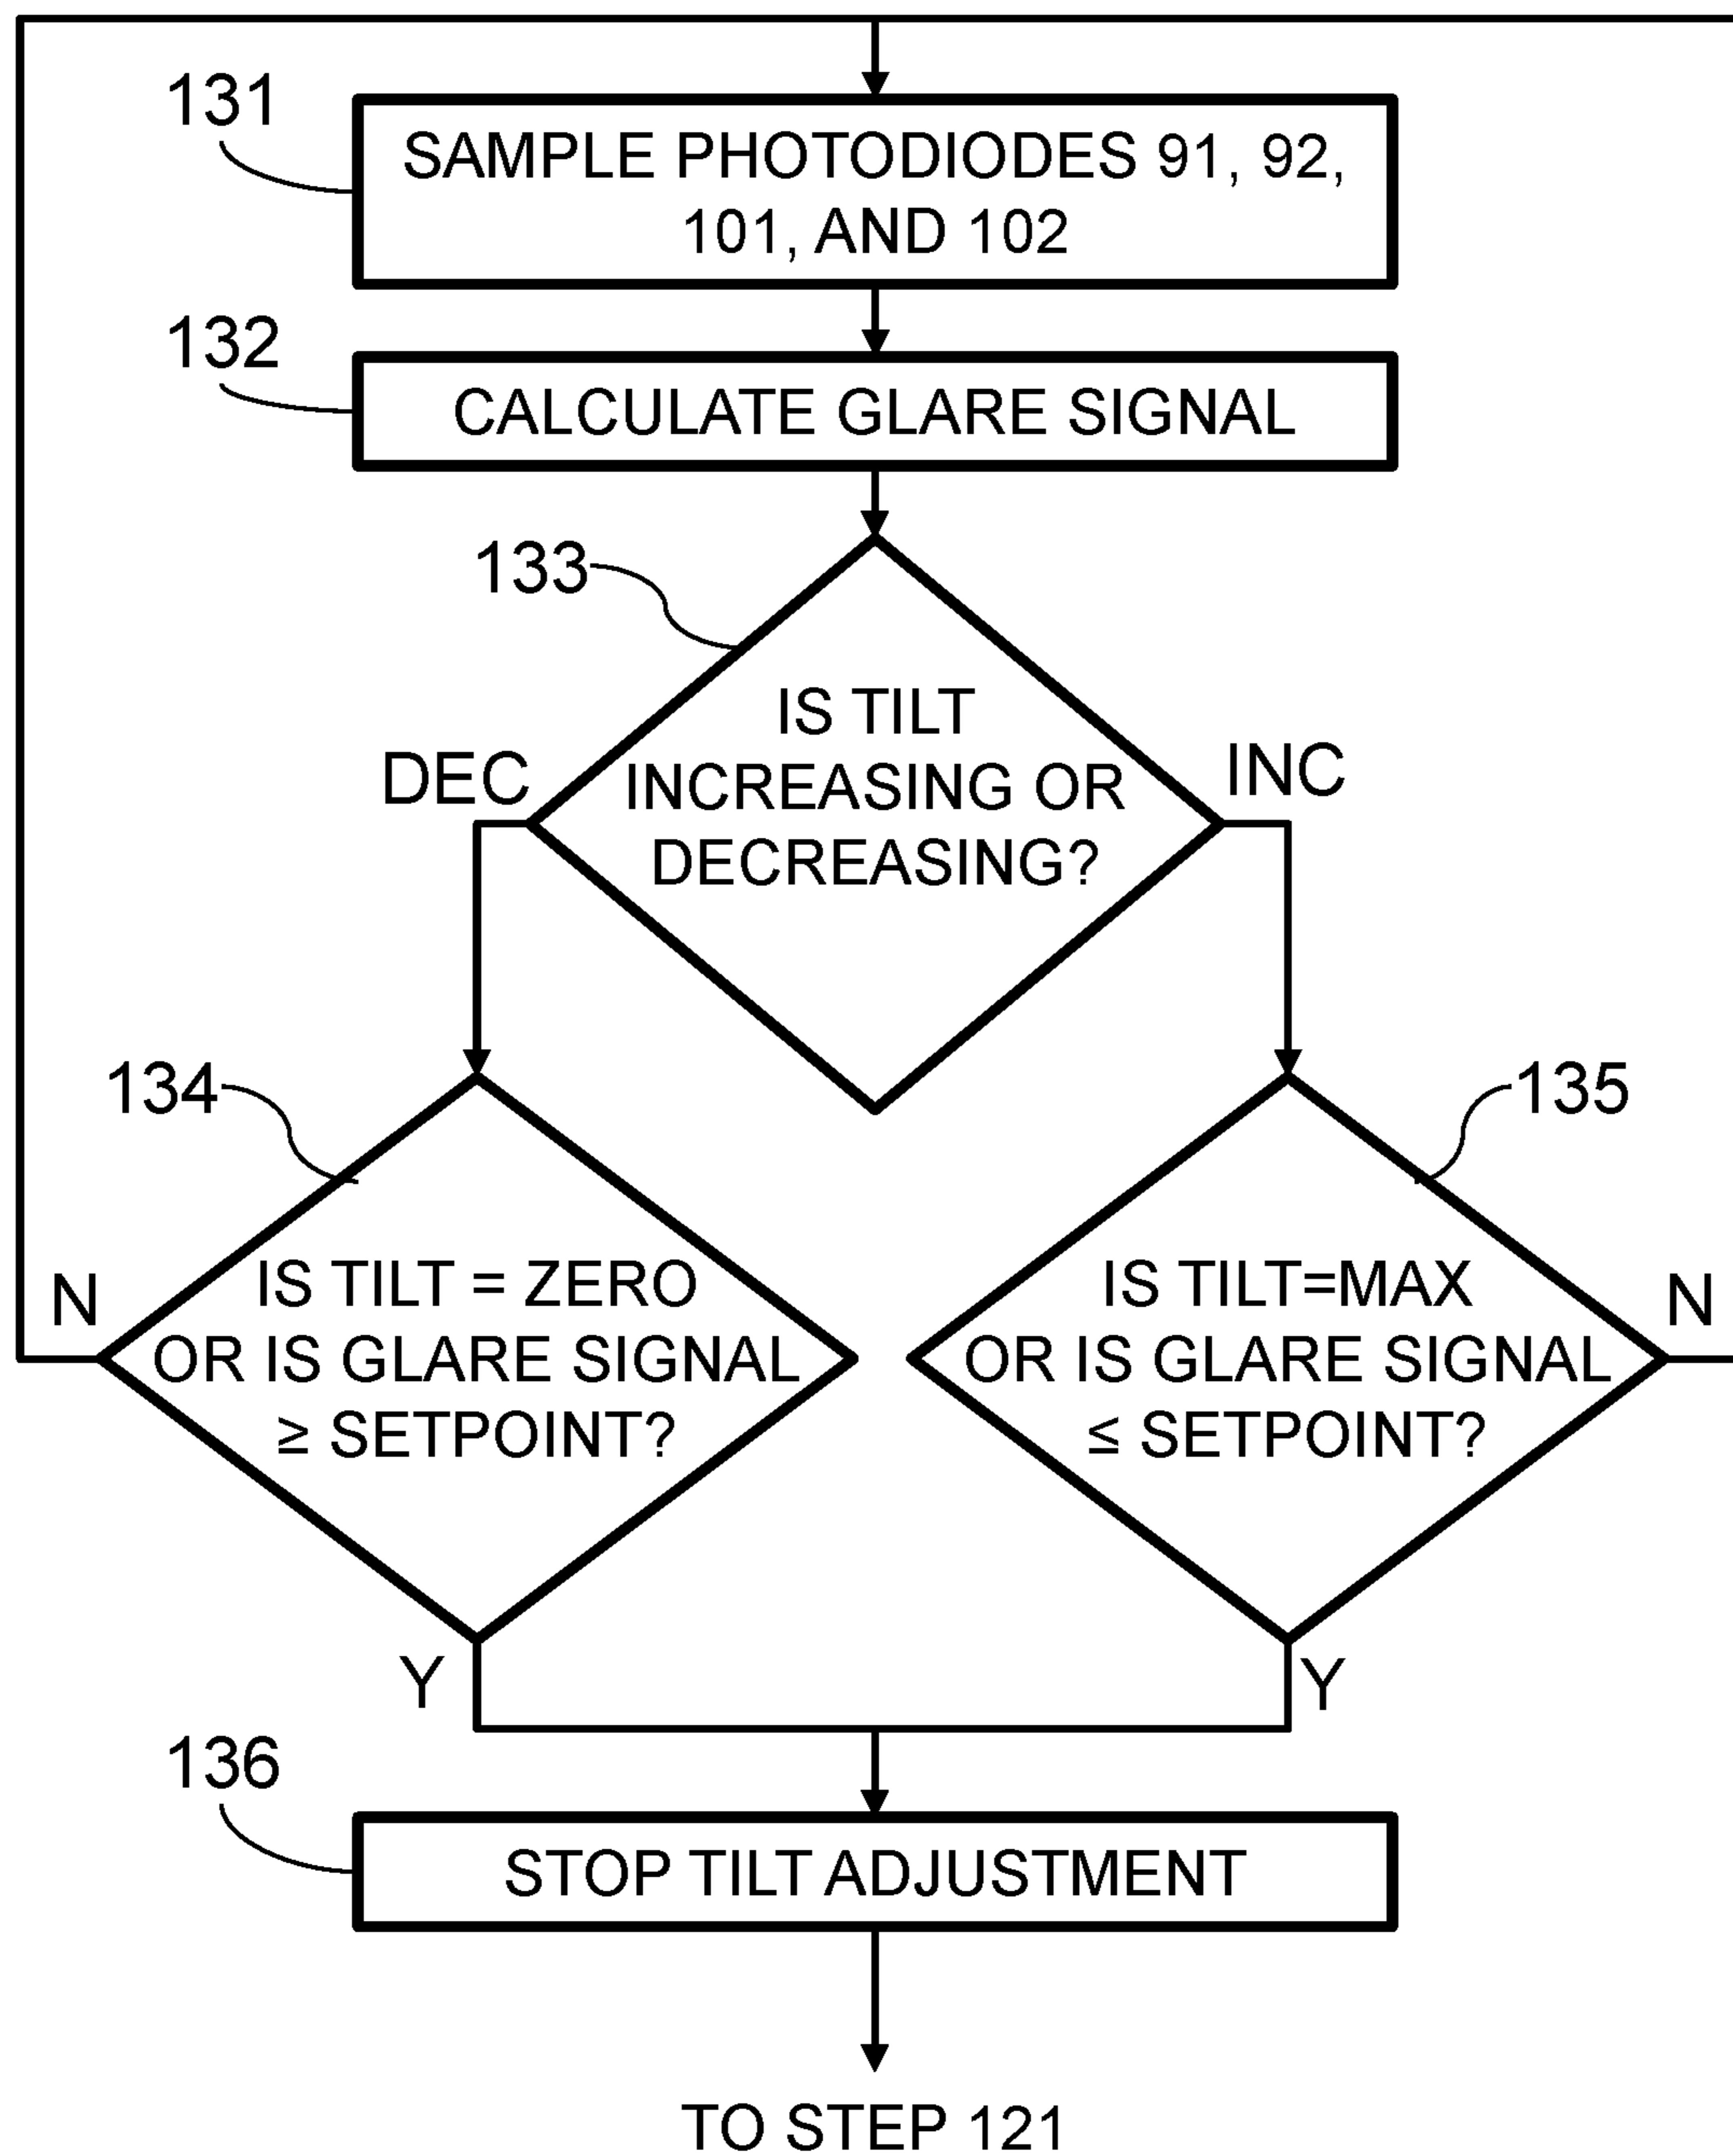 131
SAMPLE PHOTODIODES 91, 92,
101, AND 102
132
CALCULATE GLARE SIGNAL
133
IS TILT
INCREASING OR
DECREASING?
DEC
INC
134
135
IS TILT = ZERO
OR IS GLARE SIGNAL
≥ SETPOINT?
N
IS TILT=MAX
OR IS GLARE SIGNAL
≤ SETPOINT?
N
Y
Y
136
STOP TILT ADJUSTMENT
TO STEP 121